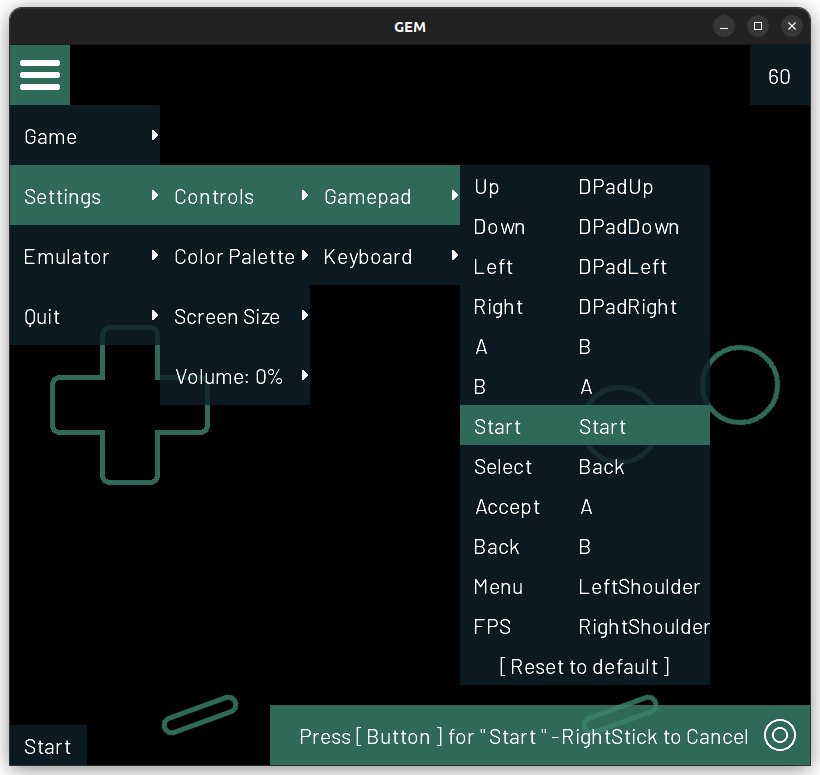 GEM
60
Game
Settings Controls Gamepad
Emulator Color Palette Keyboard
Quit Screen Size
Volume: 0%
Up DPadUp
Down DPadDown
Left DPadLeft
Right DPadRight
A B
B A
Start Start
Select Back
Accept A
Back B
Menu LeftShoulder
FPS RightShoulder
[ Reset to default ]
Start
Press [ Button ] for "Start " -RightStick to Cancel